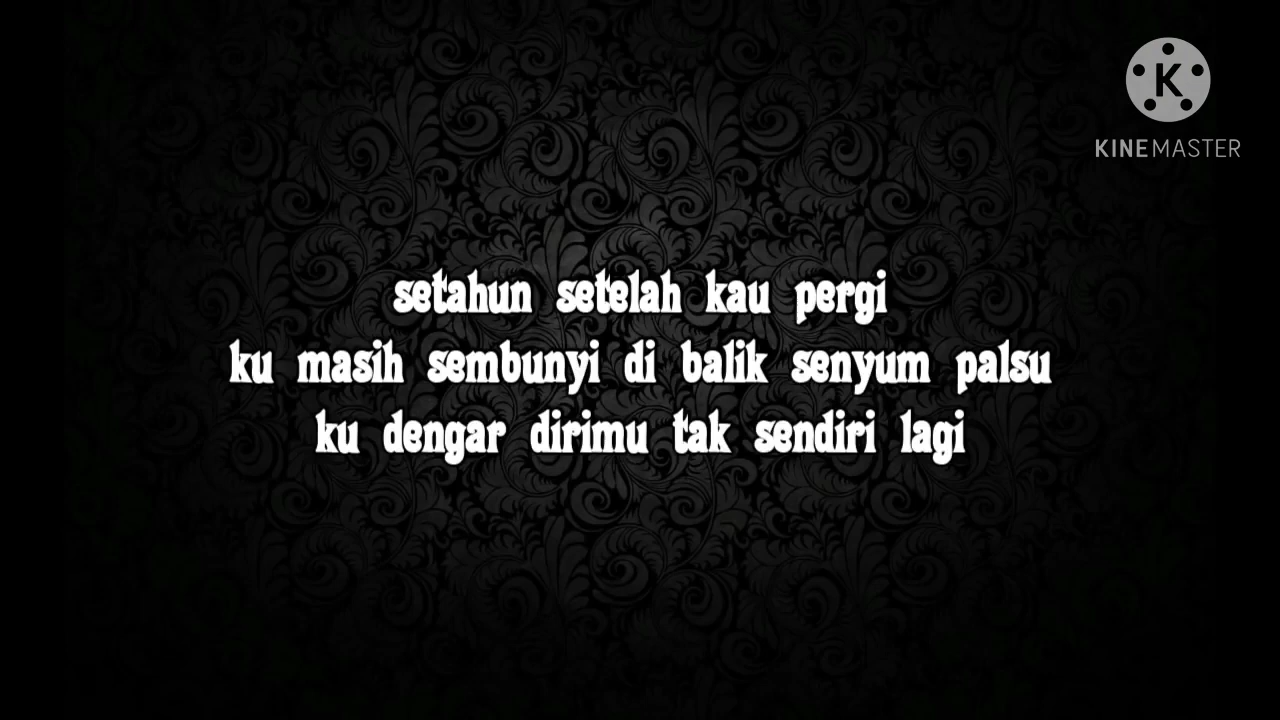 KINEMASTER
setahun setelah kau pergi
ku masih sembunyi di balik senyum palsu
ku dengar dirimu tak sendiri lagi